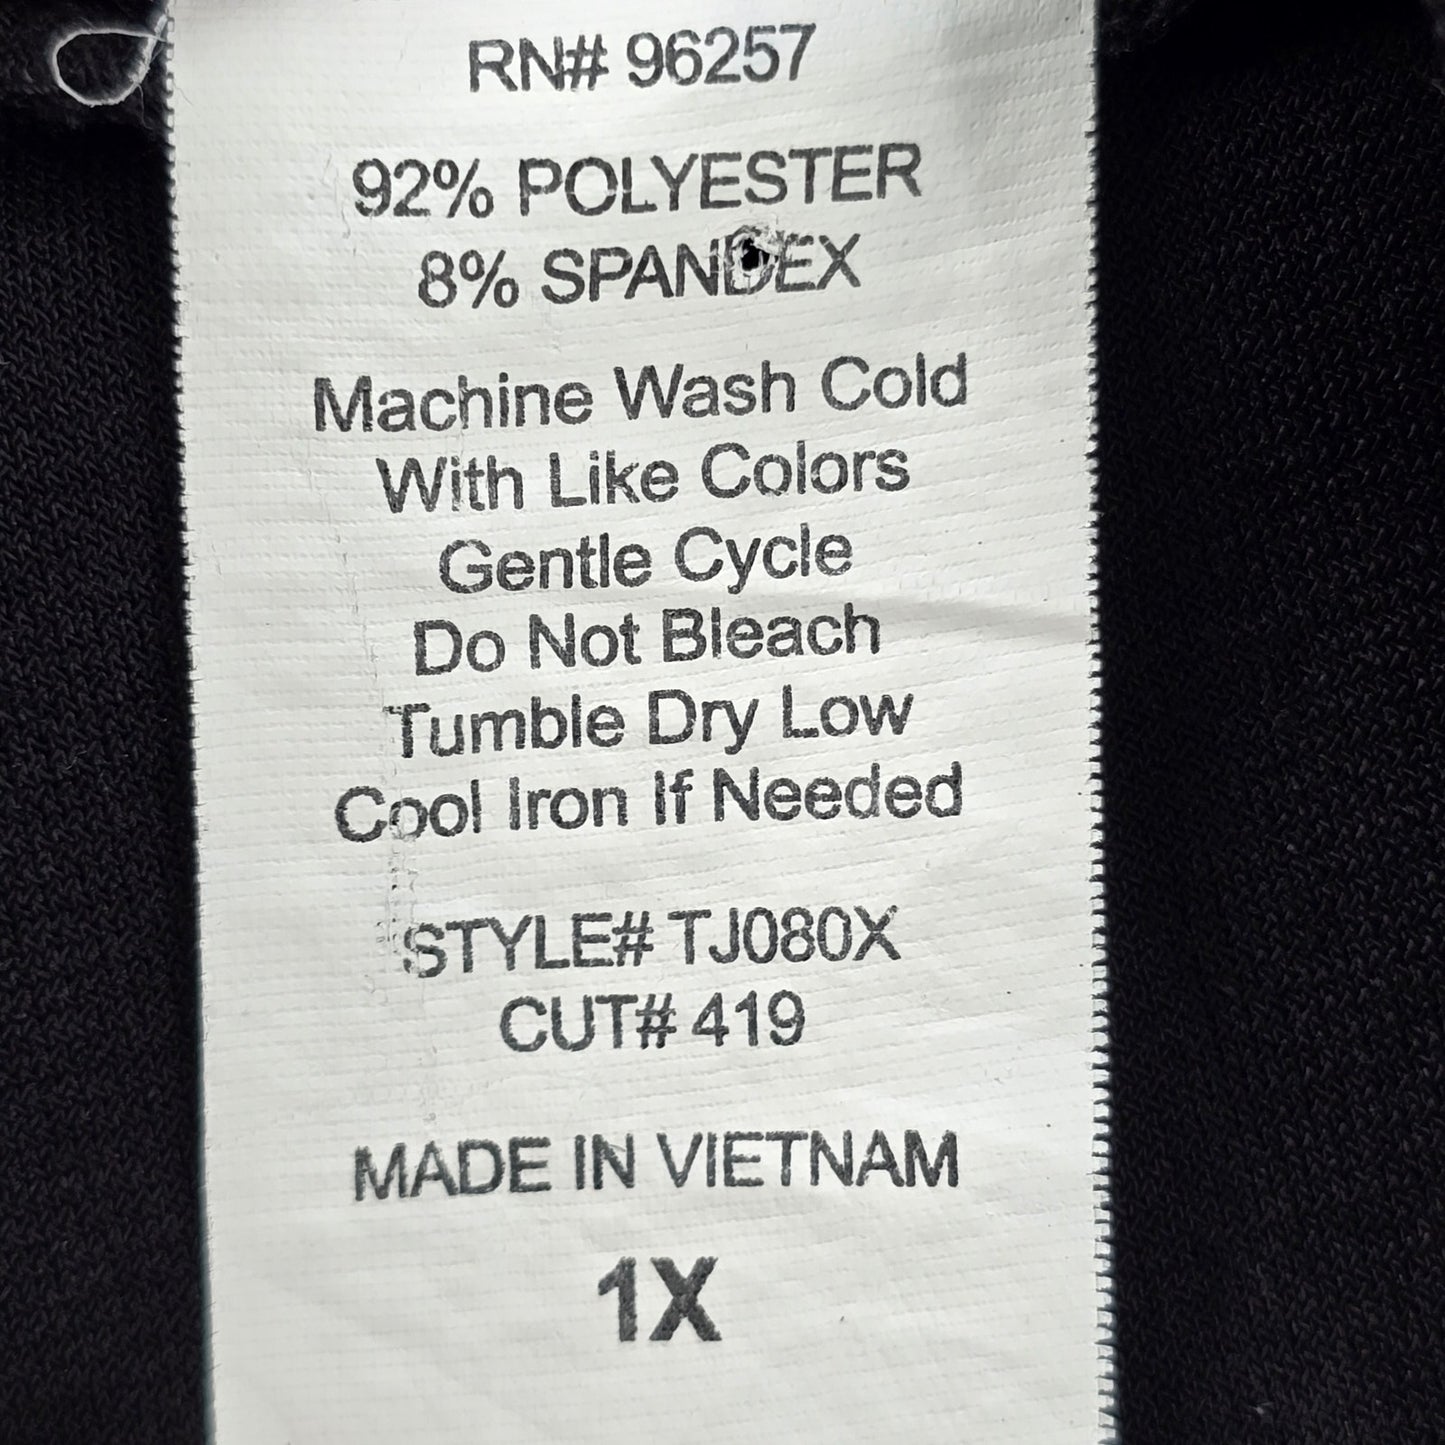 RN# 96257
92% POLYESTER
8% SPANDEX
Machine Wash Cold
With Like Colors
Gentle Cycle
Do Not Bleach
Tumble Dry Low
Cool Iron If Needed
STYLE# TJ080X
CUT# 419
MADE IN VIETNAM
1X